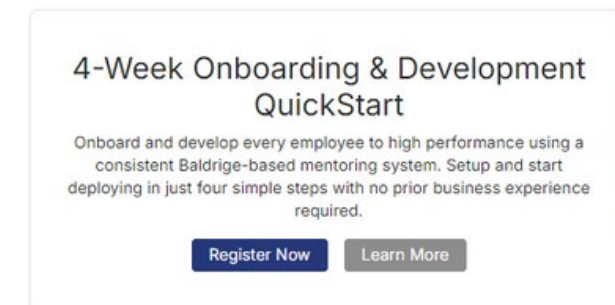 4-Week Onboarding & Development
QuickStart
Onboard and develop every employee to high performance using a
consistent Baldrige-based mentoring system. Setup and start
deploying in just four simple steps with no prior business experience
required.
Register Now
Learn More